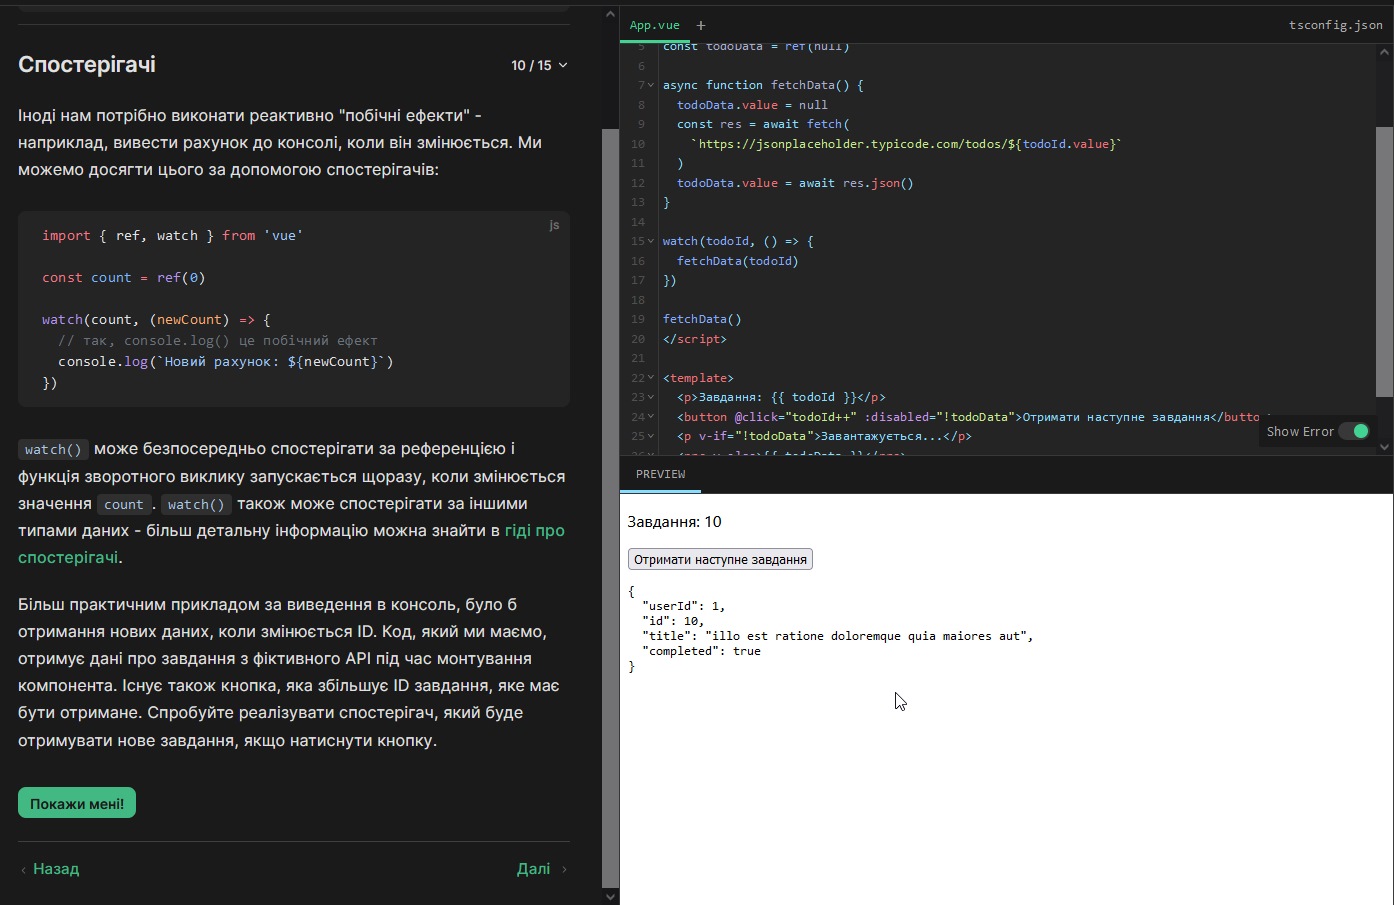 Спостерігачі
10 / 15
Іноді нам потрібно виконати реактивно "побічні ефекти" -
наприклад, вивести рахунок до консолі, коли він змінюється. Ми
можемо досягти цього за допомогою спостерігачів:
js
import { ref, watch } from 'vue'
const count = ref(0)
watch(count, (newCount) => {
// так, console.log() це побічний ефект
console.log(`Новий рахунок: ${newCount}`)
})
watch() може безпосередньо спостерігати за референцією і
функція зворотного виклику запускається щоразу, коли змінюється
значення count . watch() також може спостерігати за іншими
типами даних - більш детальну інформацію можна знайти в гіді про
спостерігачі.
Більш практичним прикладом за виведення в консоль, було б
отримання нових даних, коли змінюється ID. Код, який ми маємо,
отримує дані про завдання з фіктивного API під час монтування
компонента. Існує також кнопка, яка збільшує ID завдання, яке має
бути отримане. Спробуйте реалізувати спостерігач, який буде
отримувати нове завдання, якщо натиснути кнопку.
Покажи мені!
‹ Назад
Далі ›
App.vue +
tsconfig.json
5 const todoData = ref(null)
6
7 async function fetchData() {
8 todoData.value = null
9 const res = await fetch(
10 `https://jsonplaceholder.typicode.com/todos/${todoId.value}`
11 )
12 todoData.value = await res.json()
13 }
14
15 watch(todoId, () => {
16 fetchData(todoId)
17 })
18
19 fetchData()
20 </script>
21
22 <template>
23 <p>Завдання: {{ todoId }}</p>
24 <button @click="todoId++" :disabled="!todoData">Отримати наступне завдання</butto
25 <p v-if="!todoData">Завантажується...</p>
Show Error
PREVIEW
Завдання: 10
Отримати наступне завдання
{
"userId": 1,
"id": 10,
"title": "illo est ratione doloremque quia maiores aut",
"completed": true
}